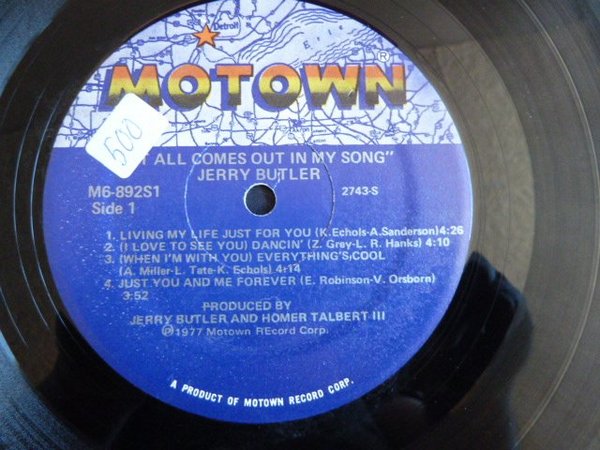 Detroit
MOTOWN®
500
T ALL COMES OUT IN MY SONG"
JERRY BUTLER
M6-892S1
2743-S
Side 1
1. LIVING MY LIFE JUST FOR YOU (K.Echols-A.Sanderson)4:26
2. (I LOVE TO SEE YOU) DANCIN' (Z. Grey-L. R. Hanks) 4:10
3. (WHEN I'M WITH YOU) EVERYTHING'S COOL
(A. Miller-L. Tate-K. Echols) 4:14
4. JUST YOU AND ME FOREVER (E. Robinson-V. Orsborn)
3:52
PRODUCED BY
JERRY BUTLER AND HOMER TALBERT III
℗1977 Motown REcord Corp.
A PRODUCT OF MOTOWN RECORD CORP.